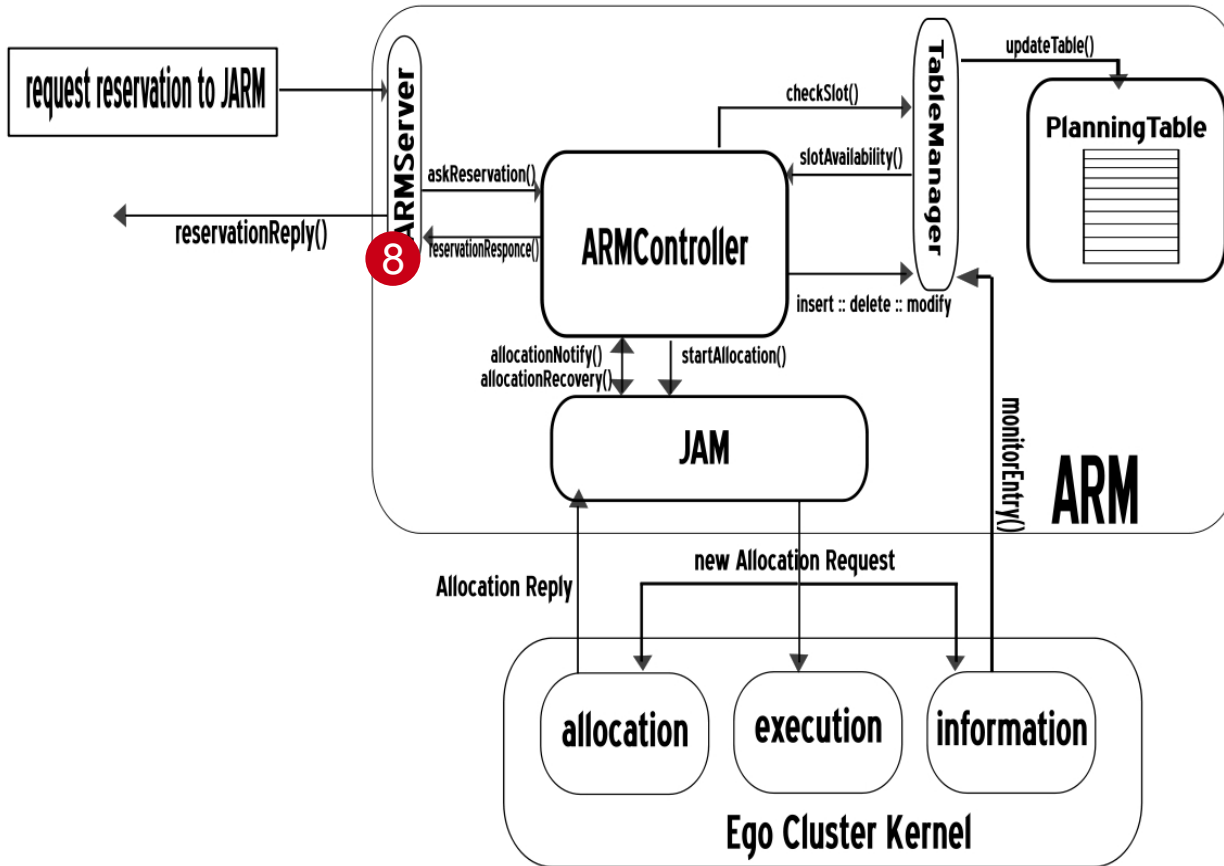 request reservation to JARM
ARMServer
TableManager
updateTable()
PlanningTable
checkSlot()
slotAvailability()
askReservation()
reservationReply()
reservationResponce()
8
ARMController
insert :: delete :: modify
allocationNotify()
allocationRecovery()
startAllocation()
JAM
monitorEntry()
ARM
new Allocation Request
Allocation Reply
allocation
execution
information
Ego Cluster Kernel